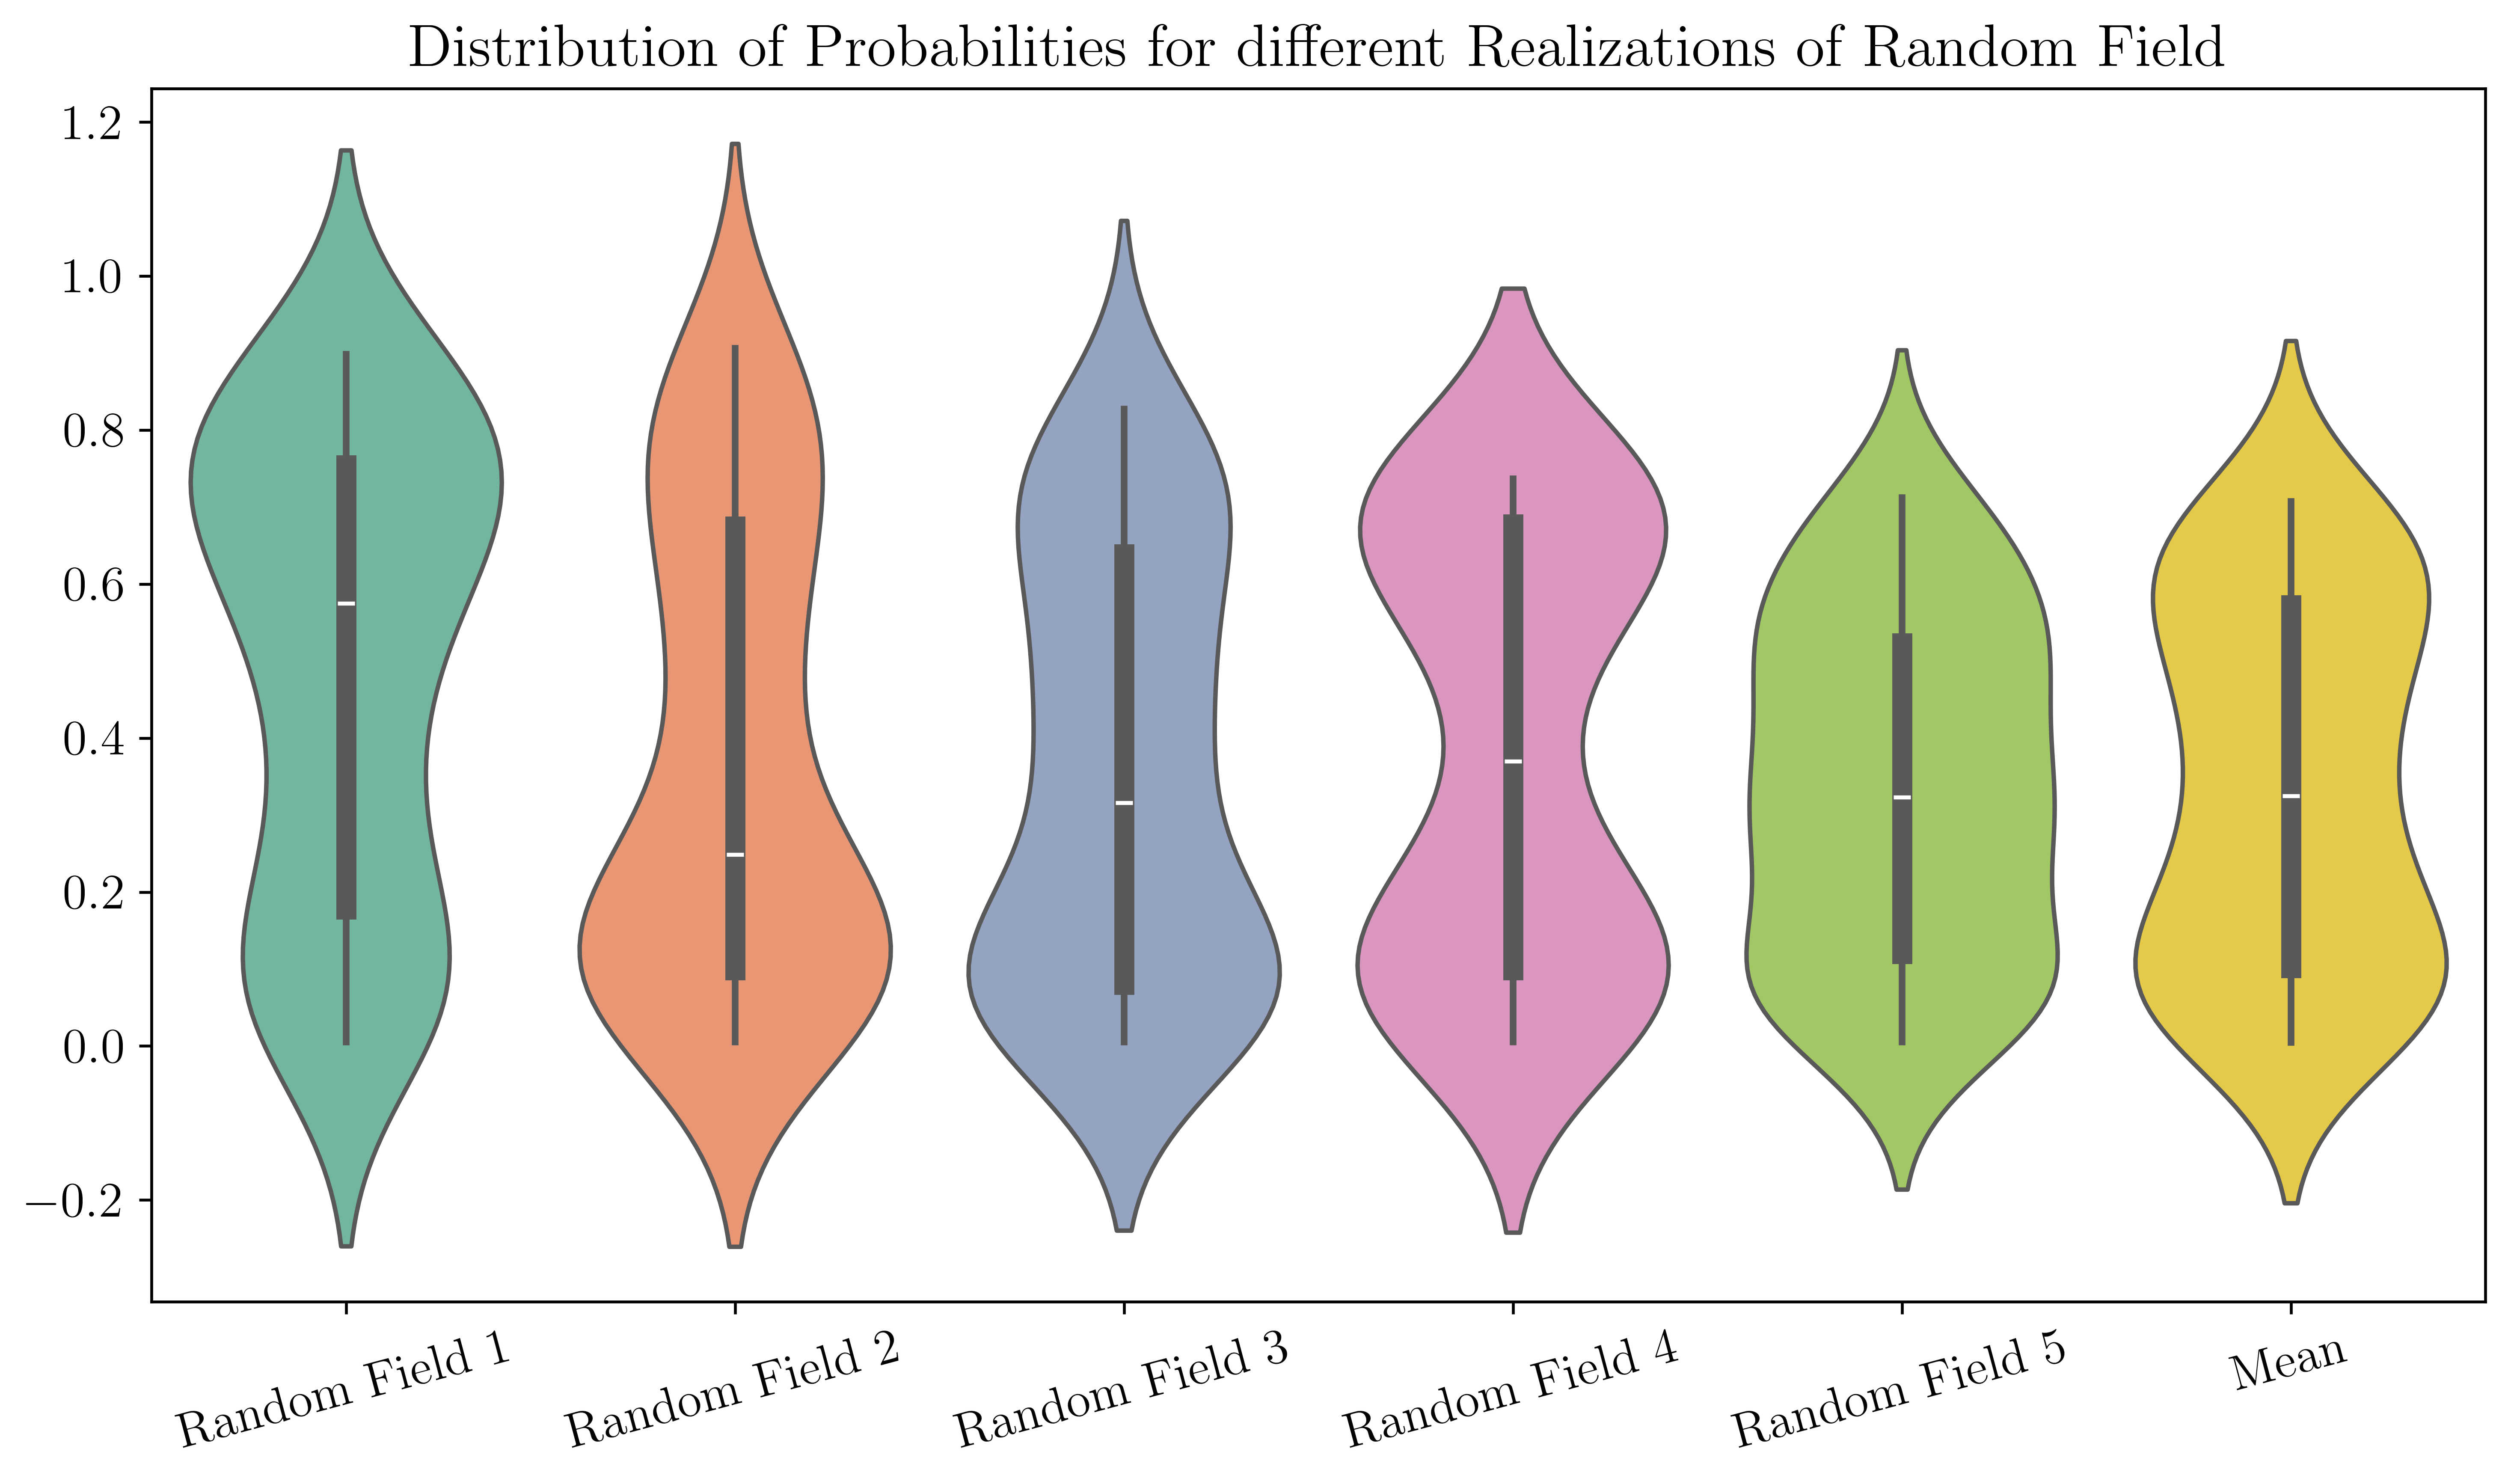 Distribution of Probabilities for different Realizations of Random Field
1.2
1.0
0.8
0.6
0.4
0.2
0.0
−0.2
Random Field 1
Random Field 2
Random Field 3
Random Field 4
Random Field 5
Mean